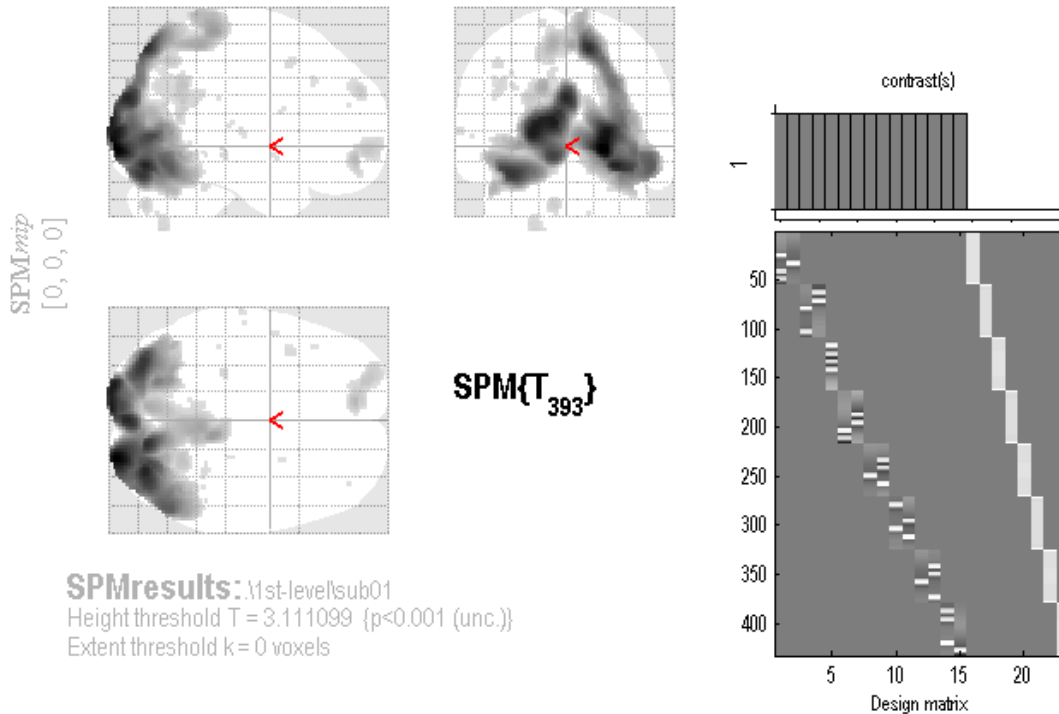 SPMmip
[0, 0, 0]
SPM{T_393}
SPMresults: .\1st-level\sub01
Height threshold T = 3.111099 {p<0.001 (unc.)}
Extent threshold k = 0 voxels
contrast(s)
1
50
100
150
200
250
300
350
400
5 10 15 20
Design matrix